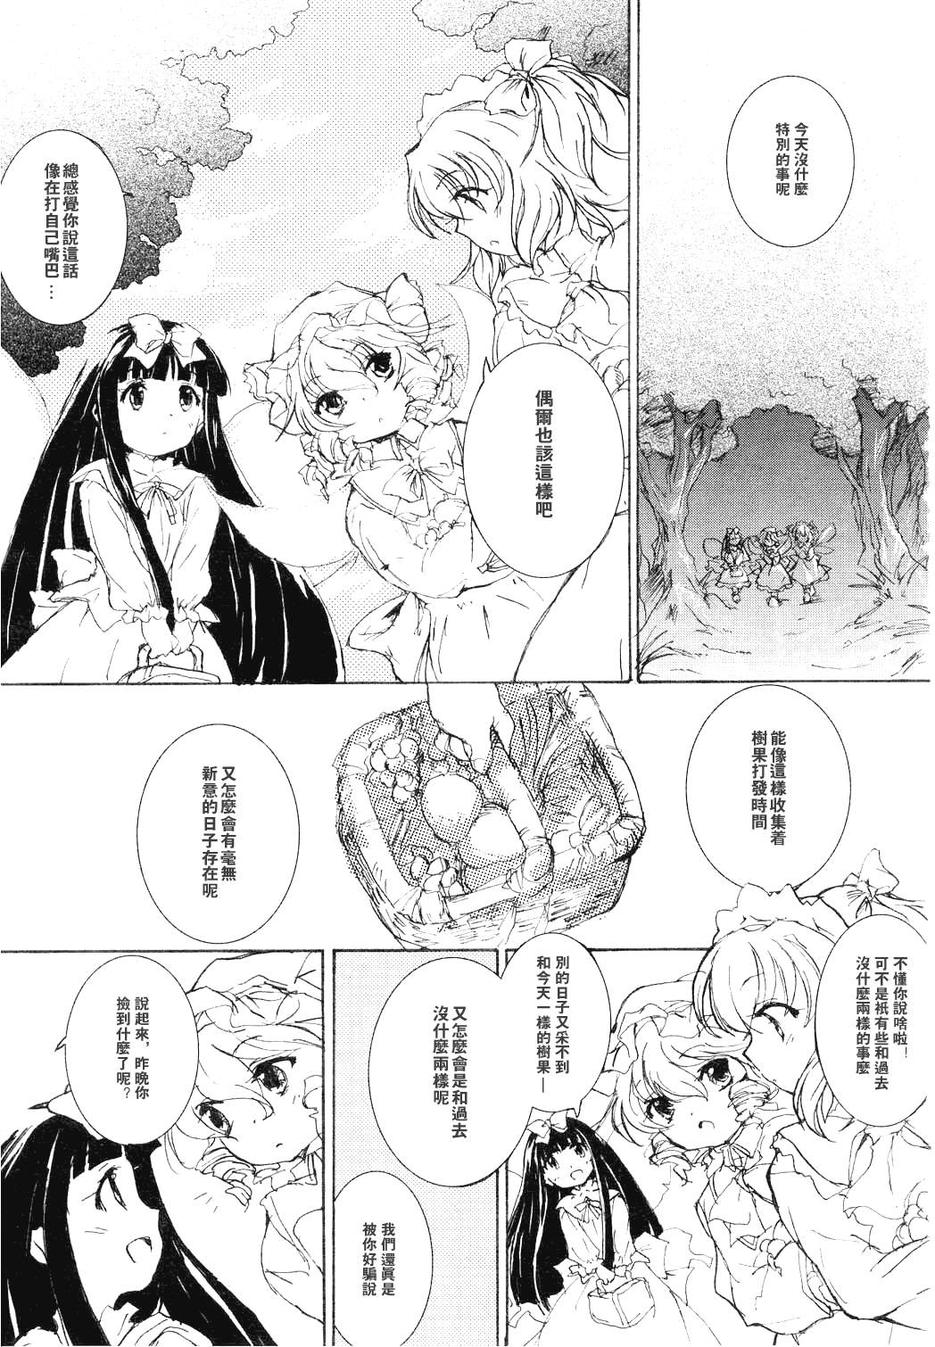 今天沒什麼
特別的事呢
偶爾也該這樣吧
總感覺你說這話
像在打自己嘴巴…
能像這樣收集着
樹果打發時間
又怎麼會有毫無
新意的日子存在呢
不懂你說啥啦！
可不是祇有些和過去
沒什麼兩樣的事麼
別的日子又采不到
和今天一樣的樹果—
又怎麼會是和過去
沒什麼兩樣呢
我們還真是
被你好騙說
說起來，昨晚你
撿到什麼了呢？